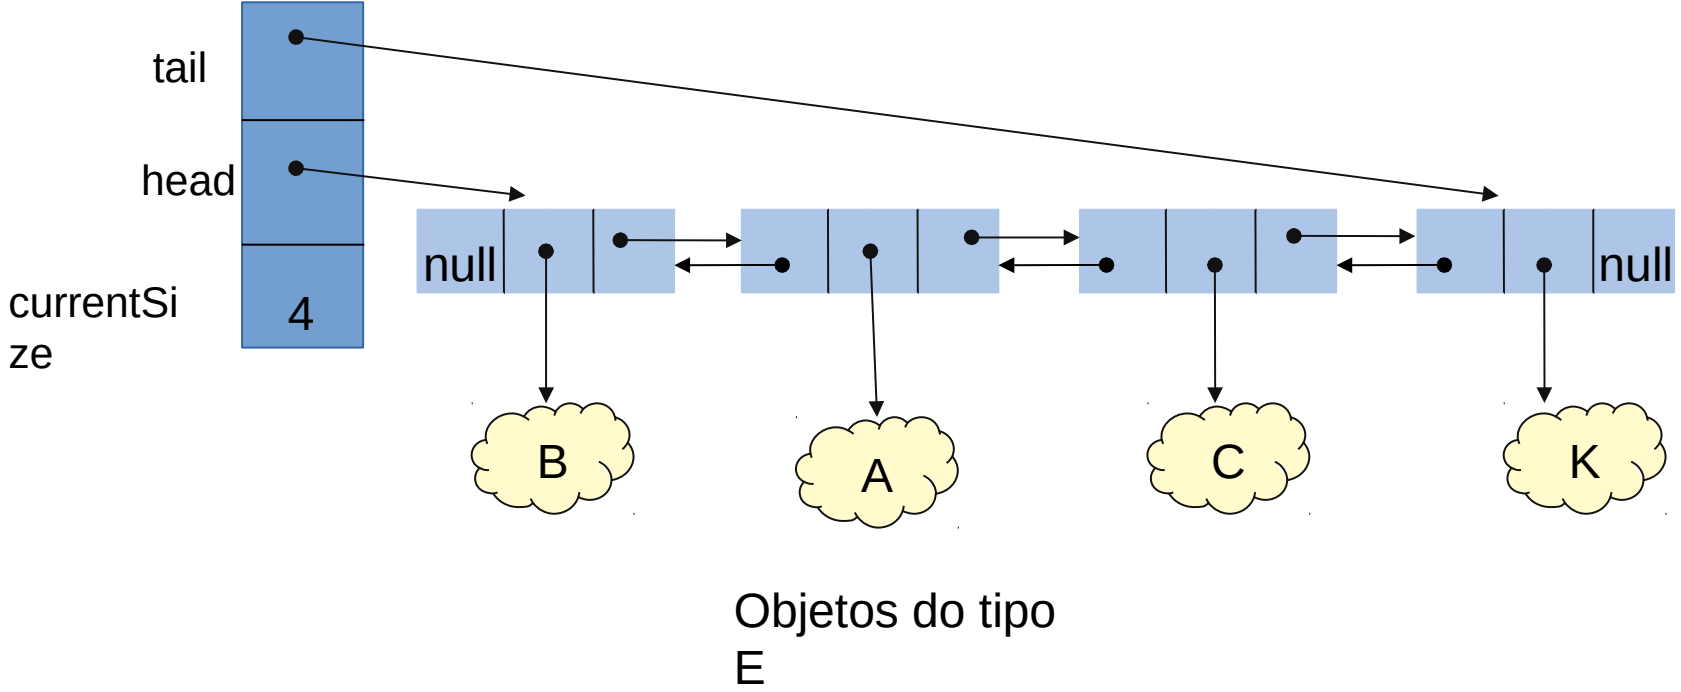 tail
head
currentSi
ze
4
null
null
B
A
C
K
Objetos do tipo
E